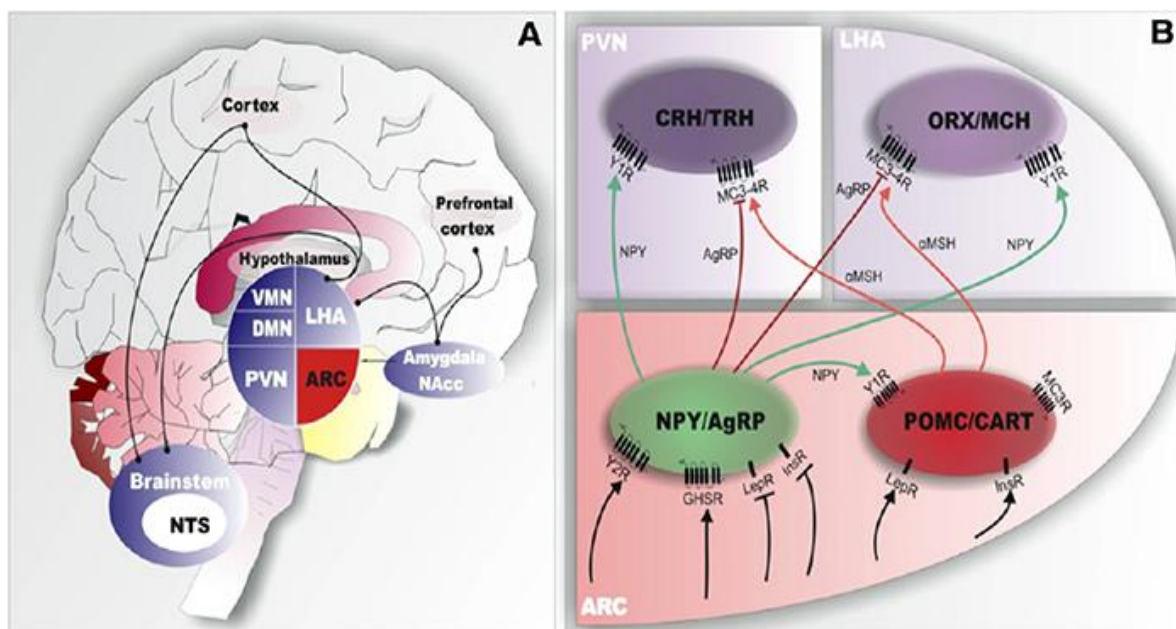 A
Cortex
Prefrontal
cortex
Hypothalamus
VMN
LHA
DMN
PVN
ARC
Amygdala
NAcc
Brainstem
NTS
B
PVN
LHA
CRH/TRH
ORX/MCH
Y1R
MC3-4R
MC3-4R
Y1R
AgRP
NPY
AgRP
αMSH
αMSH
NPY
NPY
Y1R
MC3R
NPY/AgRP
POMC/CART
Y2R
GHSR
LepR
InsR
LepR
InsR
ARC